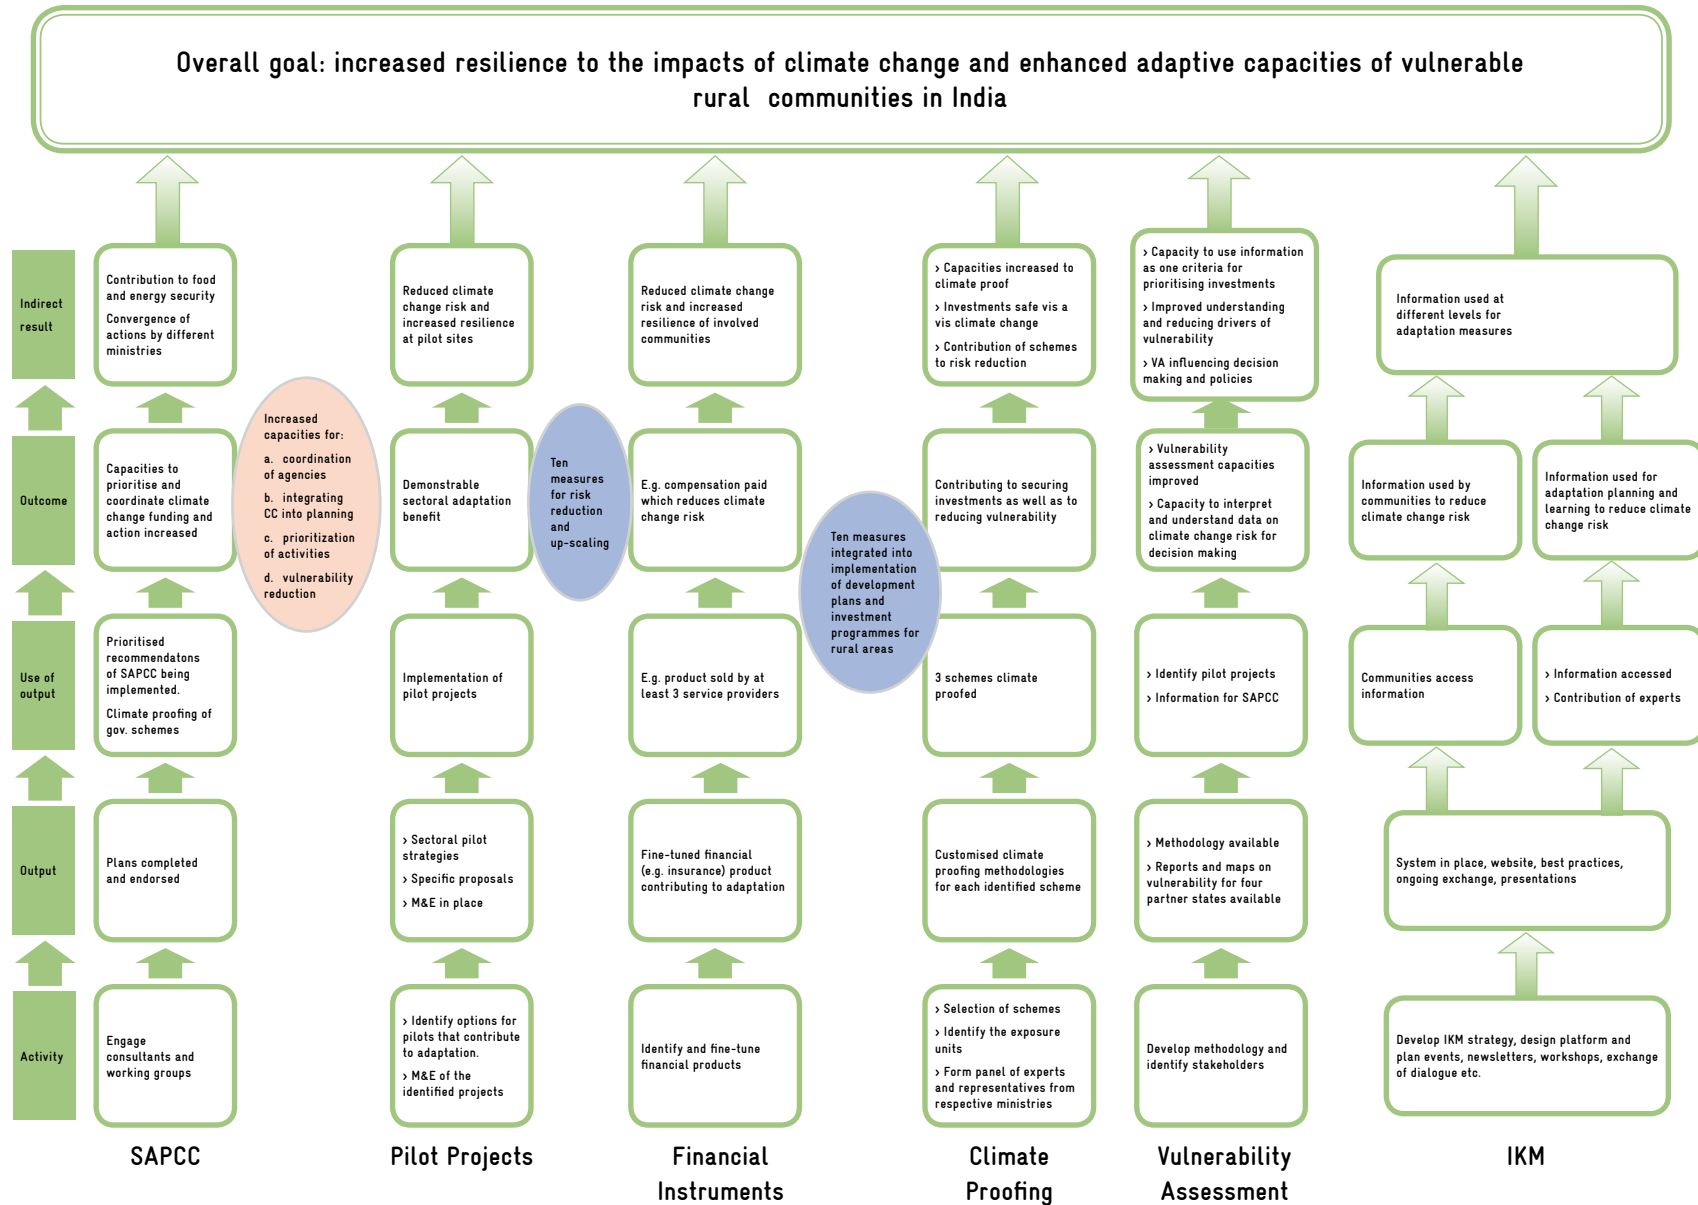 Overall goal: increased resilience to the impacts of climate change and enhanced adaptive capacities of vulnerable
rural communities in India
Indirect
result
Contribution to food
and energy security
Convergence of
actions by different
ministries
Reduced climate
change risk and
increased resilience
at pilot sites
Reduced climate change
risk and increased
resilience of involved
communities
› Capacities increased to
climate proof
› Investments safe vis a
vis climate change
› Contribution of schemes
to risk reduction
› Capacity to use information
as one criteria for
prioritising investments
› Improved understanding
and reducing drivers of
vulnerability
› VA influencing decision
making and policies
Information used at
different levels for
adaptation measures
Outcome
Capacities to
prioritise and
coordinate climate
change funding and
action increased
Increased
capacities for:
a. coordination
of agencies
b. integrating
CC into planning
c. prioritization
of activities
d. vulnerability
reduction
Demonstrable
sectoral adaptation
benefit
Ten
measures
for risk
reduction
and
up-scaling
E.g. compensation paid
which reduces climate
change risk
Ten measures
integrated into
implementation
of development
plans and
investment
programmes for
rural areas
Contributing to securing
investments as well as to
reducing vulnerability
› Vulnerability
assessment capacities
improved
› Capacity to interpret
and understand data on
climate change risk for
decision making
Information used by
communities to reduce
climate change risk
Information used for
adaptation planning and
learning to reduce climate
change risk
Use of
output
Prioritised
recommendatons
of SAPCC being
implemented.
Climate proofing of
gov. schemes
Implementation of
pilot projects
E.g. product sold by at
least 3 service providers
3 schemes climate
proofed
› Identify pilot projects
› Information for SAPCC
Communities access
information
› Information accessed
› Contribution of experts
Output
Plans completed
and endorsed
› Sectoral pilot
strategies
› Specific proposals
› M&E in place
Fine-tuned financial
(e.g. insurance) product
contributing to adaptation
Customised climate
proofing methodologies
for each identified scheme
› Methodology available
› Reports and maps on
vulnerability for four
partner states available
System in place, website, best practices,
ongoing exchange, presentations
Activity
Engage
consultants and
working groups
› Identify options for
pilots that contribute
to adaptation.
› M&E of the
identified projects
Identify and fine-tune
financial products
› Selection of schemes
› Identify the exposure
units
› Form panel of experts
and representatives from
respective ministries
Develop methodology and
identify stakeholders
Develop IKM strategy, design platform and
plan events, newsletters, workshops, exchange
of dialogue etc.
SAPCC
Pilot Projects
Financial
Instruments
Climate
Proofing
Vulnerability
Assessment
IKM